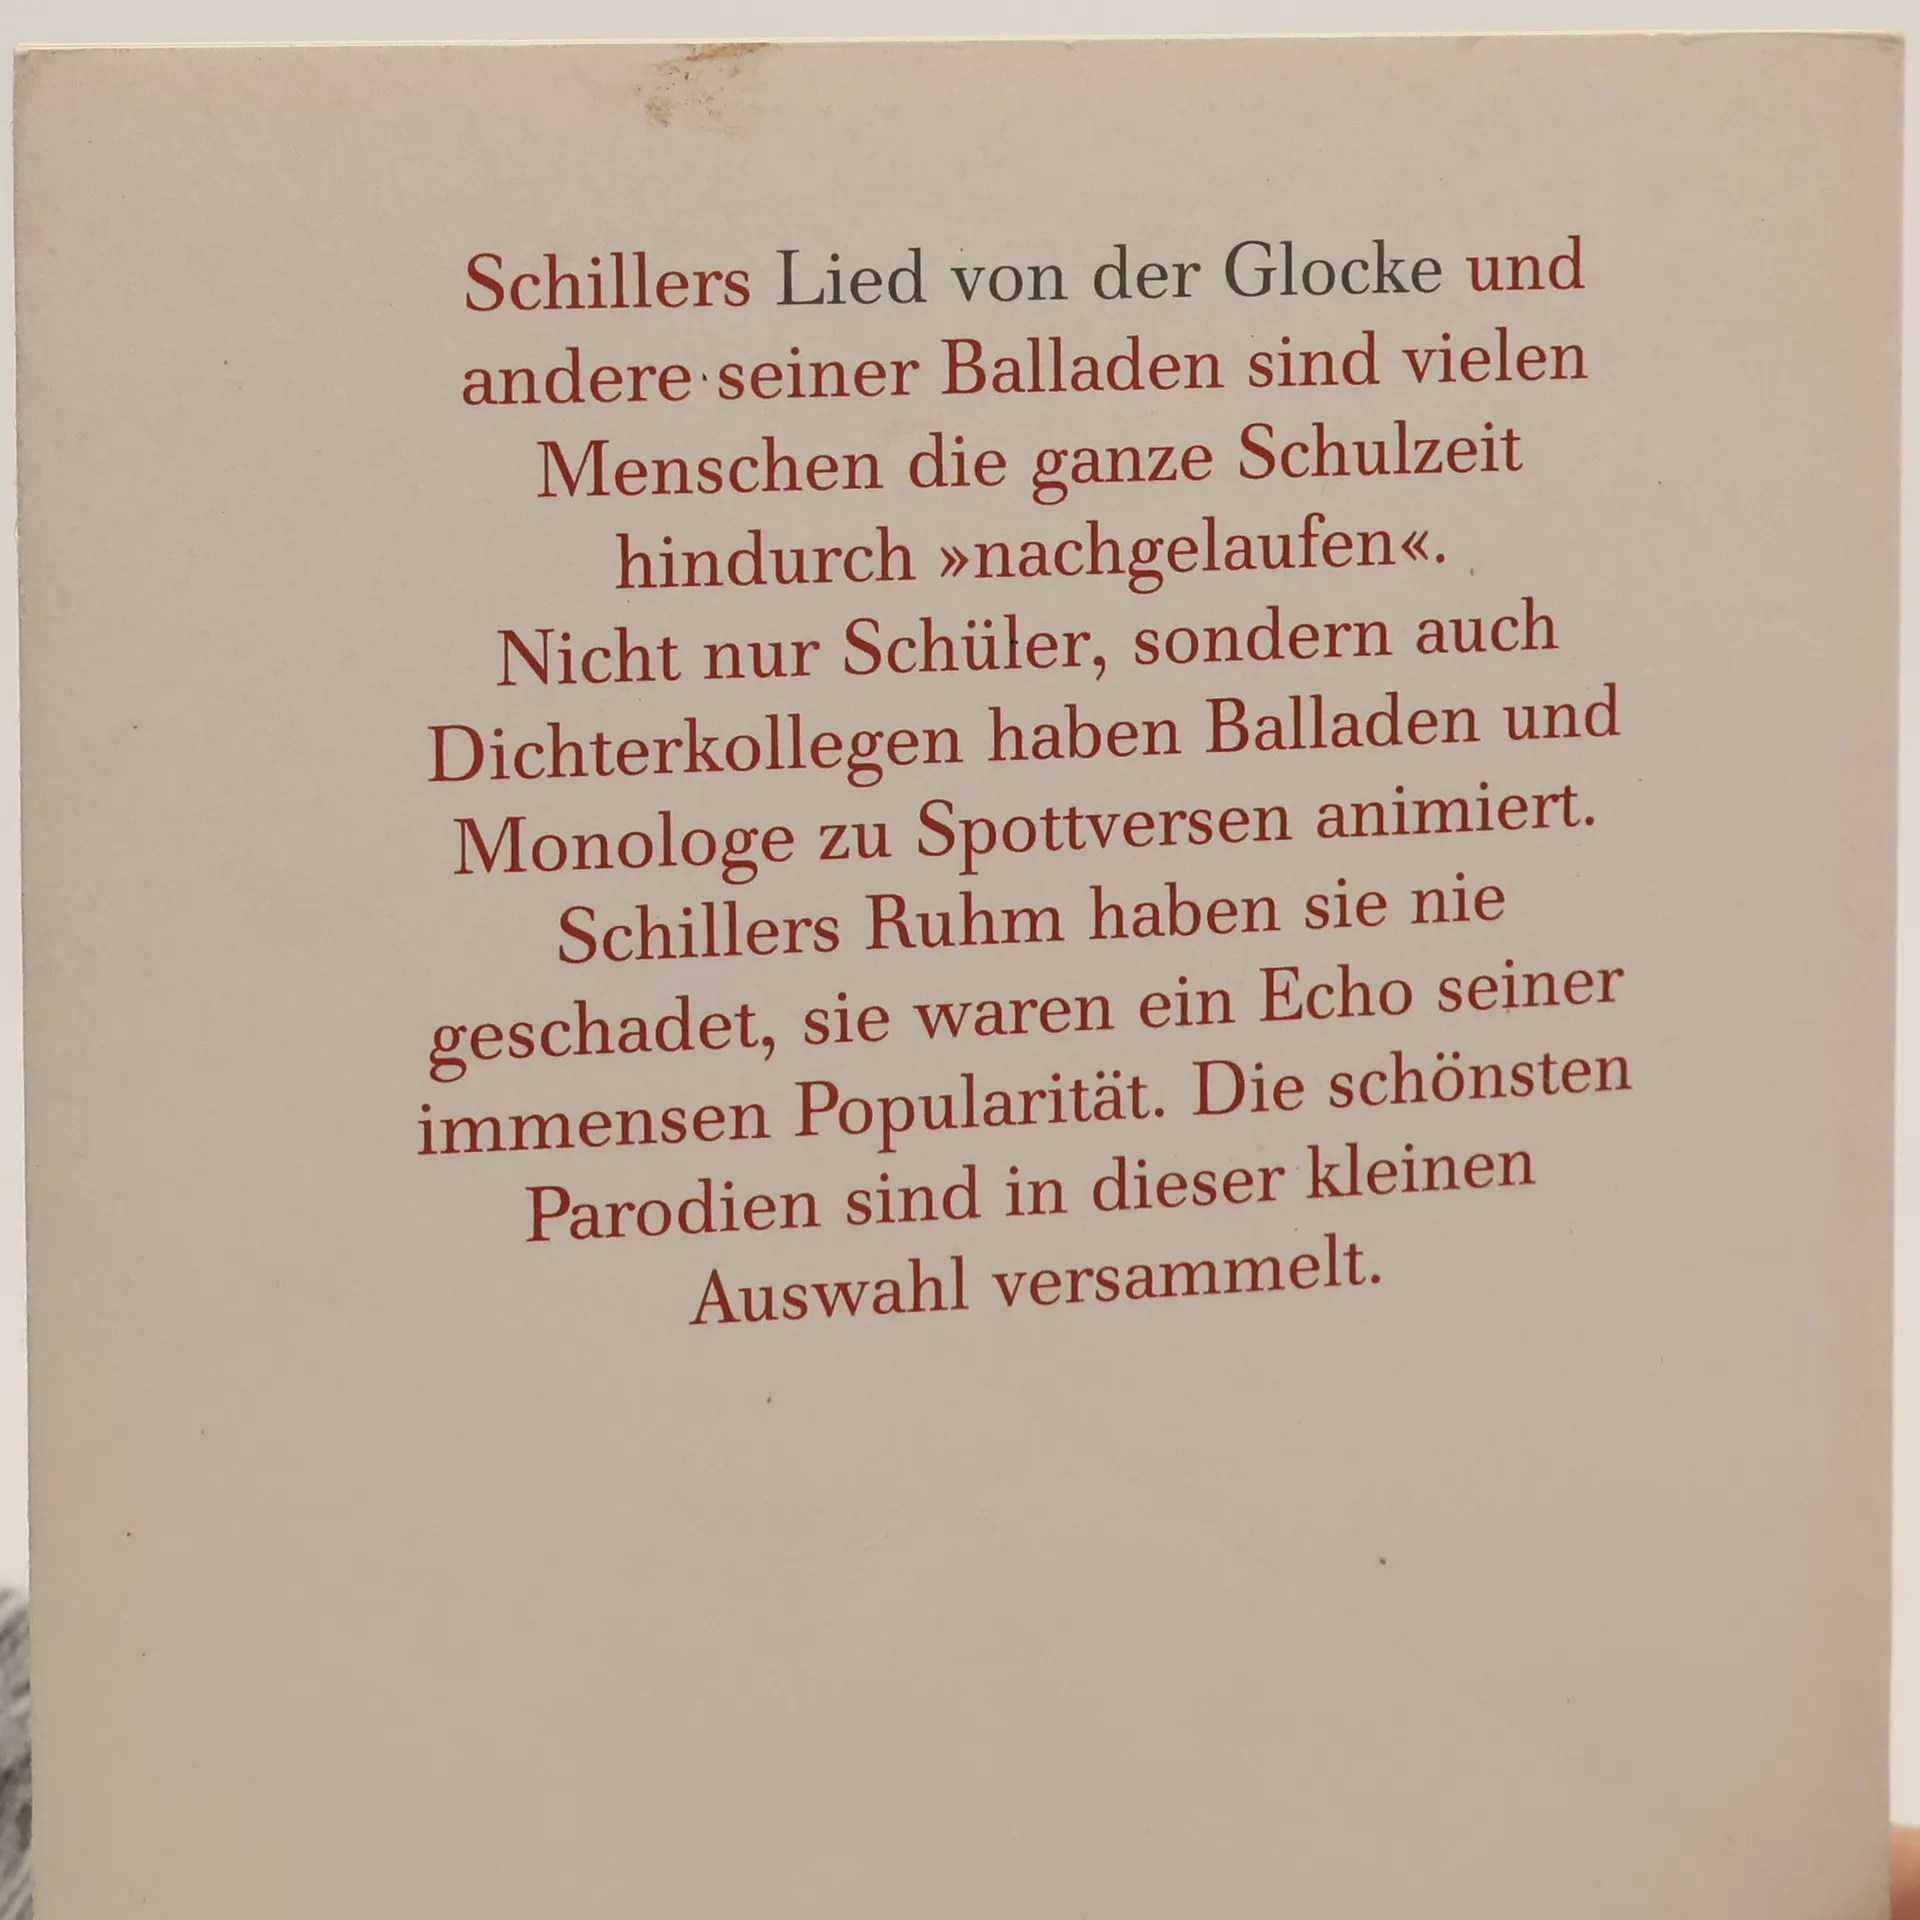 Schillers Lied von der Glocke und
andere seiner Balladen sind vielen
Menschen die ganze Schulzeit
hindurch »nachgelaufen«.
Nicht nur Schüler, sondern auch
Dichterkollegen haben Balladen und
Monologe zu Spottversen animiert.
Schillers Ruhm haben sie nie
geschadet, sie waren ein Echo seiner
immensen Popularität. Die schönsten
Parodien sind in dieser kleinen
Auswahl versammelt.